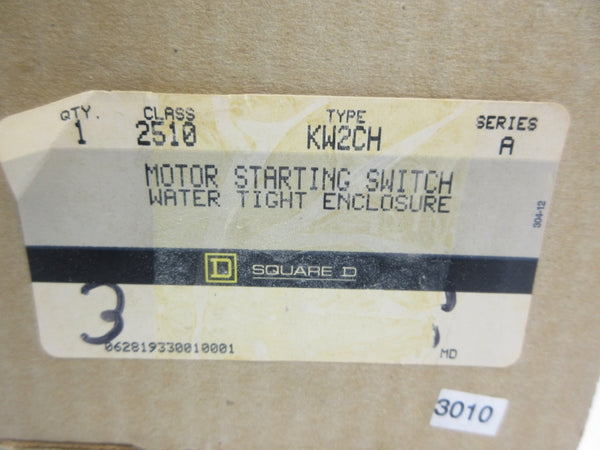 QTY. CLASS TYPE SERIES
1 2510 KW2CH A
MOTOR STARTING SWITCH
WATER TIGHT ENCLOSURE
304-12
D SQUARE D
3
062819330010001
MD
3010